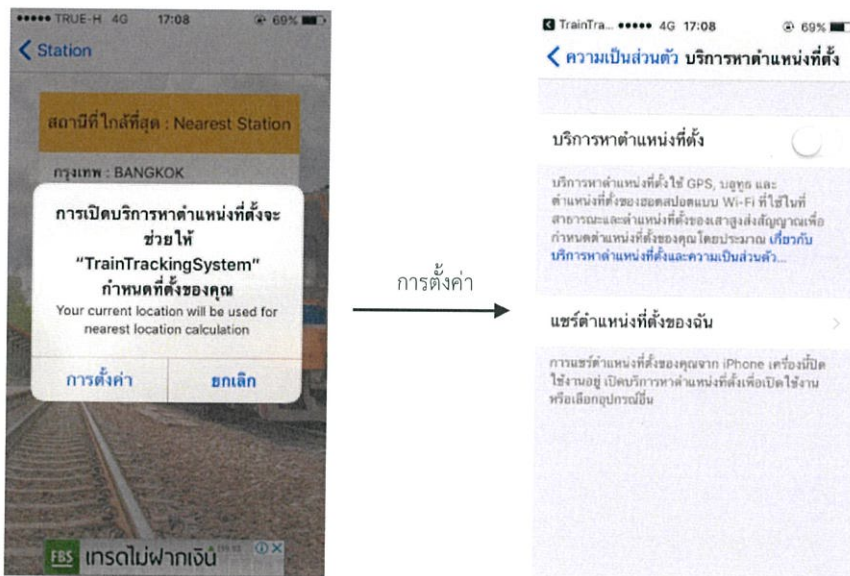 TRUE-H 4G 17:08 69%
Station
สถานีที่ใกล้ที่สุด : Nearest Station
กรุงเทพ : BANGKOK
การเปิดบริการหาตำแหน่งที่ตั้งจะ
ช่วยให้
“TrainTrackingSystem”
กำหนดที่ตั้งของคุณ
Your current location will be used for
nearest location calculation
การตั้งค่า ยกเลิก
FBS เทรดไม่ฝากเงิน
การตั้งค่า
TrainTra... 4G 17:08 69%
ความเป็นส่วนตัว บริการหาตำแหน่งที่ตั้ง
บริการหาตำแหน่งที่ตั้ง
บริการหาตำแหน่งที่ตั้งใช้ GPS, บลูทูธ และ
ตำแหน่งที่ตั้งของฮอตสปอตแบบ Wi-Fi ที่ใช้ในที่
สาธารณะและตำแหน่งที่ตั้งของเสาสูงส่งสัญญาณเพื่อ
กำหนดตำแหน่งที่ตั้งของคุณโดยประมาณ เกี่ยวกับ
บริการหาตำแหน่งที่ตั้งและความเป็นส่วนตัว...
แชร์ตำแหน่งที่ตั้งของฉัน
การแชร์ตำแหน่งที่ตั้งของคุณจาก iPhone เครื่องนี้ปิด
ใช้งานอยู่ เปิดบริการหาตำแหน่งที่ตั้งเพื่อเปิดใช้งาน
หรือเลือกอุปกรณ์อื่น